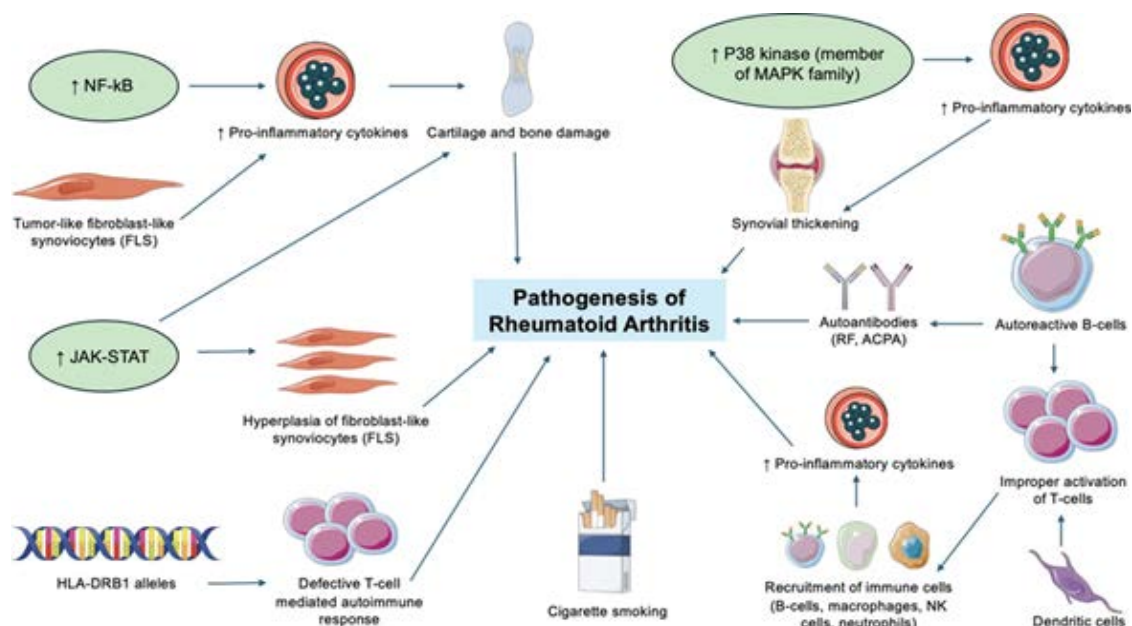 ↑ NF-kB
↑ Pro-inflammatory cytokines
Cartilage and bone damage
↑ P38 kinase (member
of MAPK family)
↑ Pro-inflammatory cytokines
Tumor-like fibroblast-like
synoviocytes (FLS)
Synovial thickening
Pathogenesis of
Rheumatoid Arthritis
Autoantibodies
(RF, ACPA)
Autoreactive B-cells
↑ JAK-STAT
Hyperplasia of fibroblast-like
synoviocytes (FLS)
↑ Pro-inflammatory cytokines
Improper activation
of T-cells
HLA-DRB1 alleles
Defective T-cell
mediated autoimmune
response
Cigarette smoking
Recruitment of immune cells
(B-cells, macrophages, NK
cells, neutrophils)
Dendritic cells